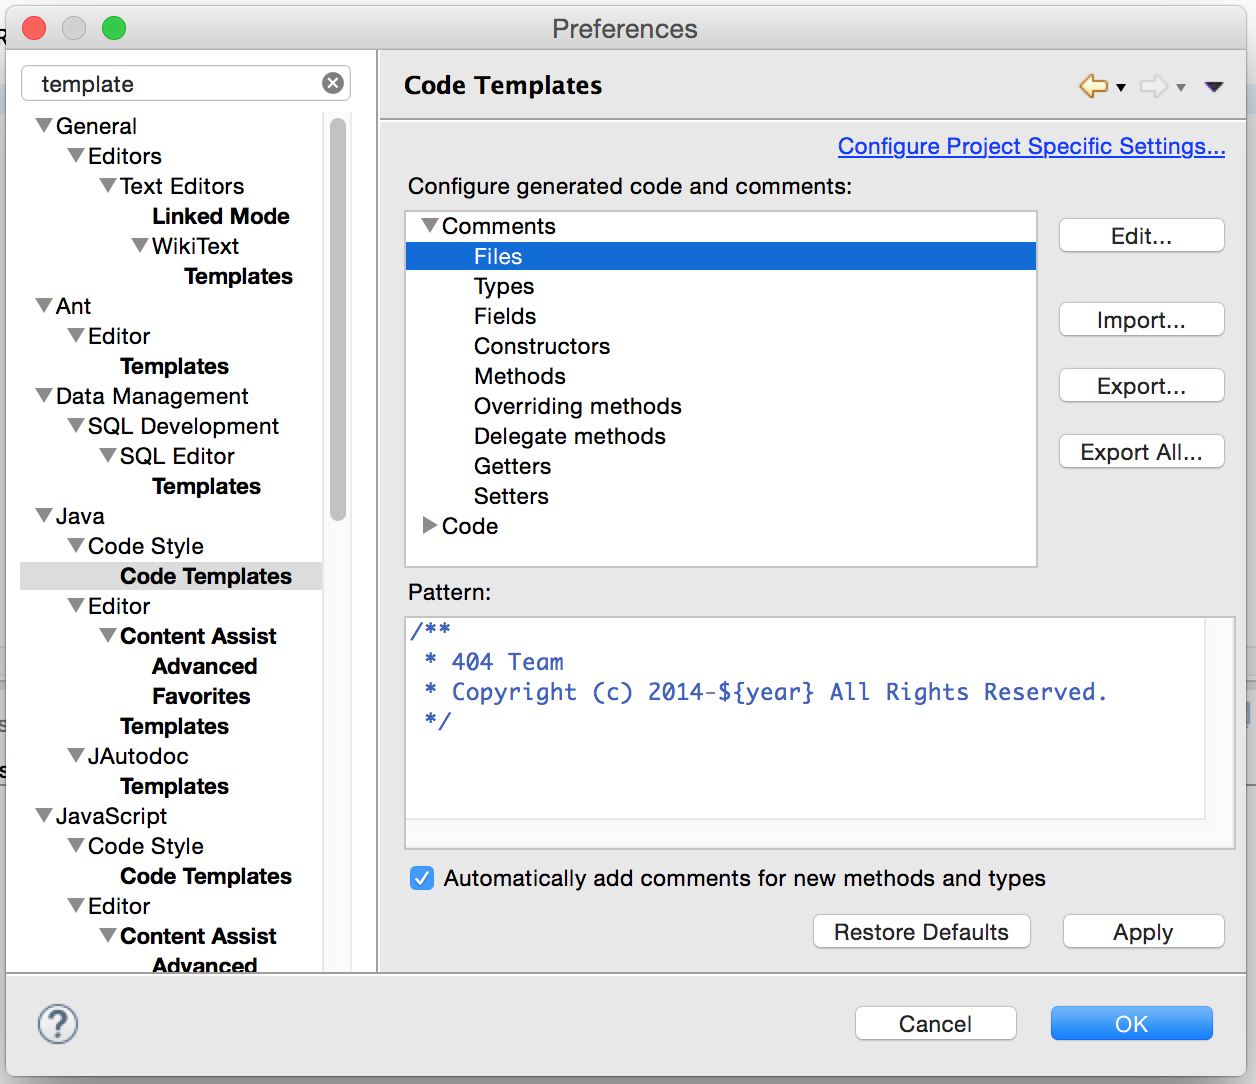 Preferences
template
General
Editors
Text Editors
Linked Mode
WikiText
Templates
Ant
Editor
Templates
Data Management
SQL Development
SQL Editor
Templates
Java
Code Style
Code Templates
Editor
Content Assist
Advanced
Favorites
Templates
JAutodoc
Templates
JavaScript
Code Style
Code Templates
Editor
Content Assist
Advanced
Code Templates
Configure Project Specific Settings...
Configure generated code and comments:
Comments
Files
Types
Fields
Constructors
Methods
Overriding methods
Delegate methods
Getters
Setters
Code
Edit...
Import...
Export...
Export All...
Pattern:
/**
* 404 Team
* Copyright (c) 2014-${year} All Rights Reserved.
*/
Automatically add comments for new methods and types
Restore Defaults
Apply
?
Cancel
OK